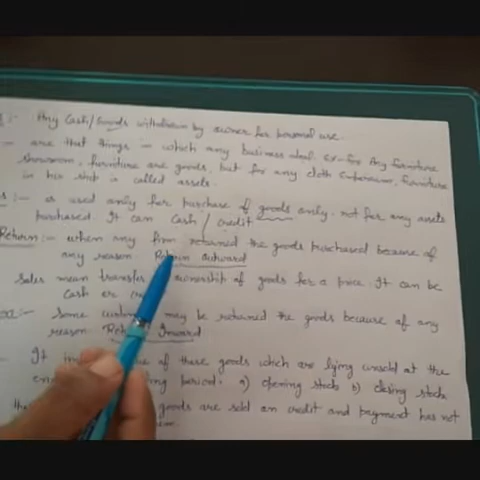 :- Any Cash/Goods withdrawn by owner for personal use.
- are that things in which any business deal. Ex- for Any furniture
showroom, furniture are goods, but for any cloth furniture
in his shop is called assets.
s :- is used only for purchase of goods only. not for any assets
purchased. It can Cash / credit
Return :- when any firm returned the goods purchased because of
any reason Return outward
Sales mean transfer ownership of goods for a price. It can be
Cash or
:- Some may be returned the goods because of any
reason Inward
- It of these goods which are lying unsold at the
period. a) opening stock b) closing stock
goods are sold on credit and payment has not